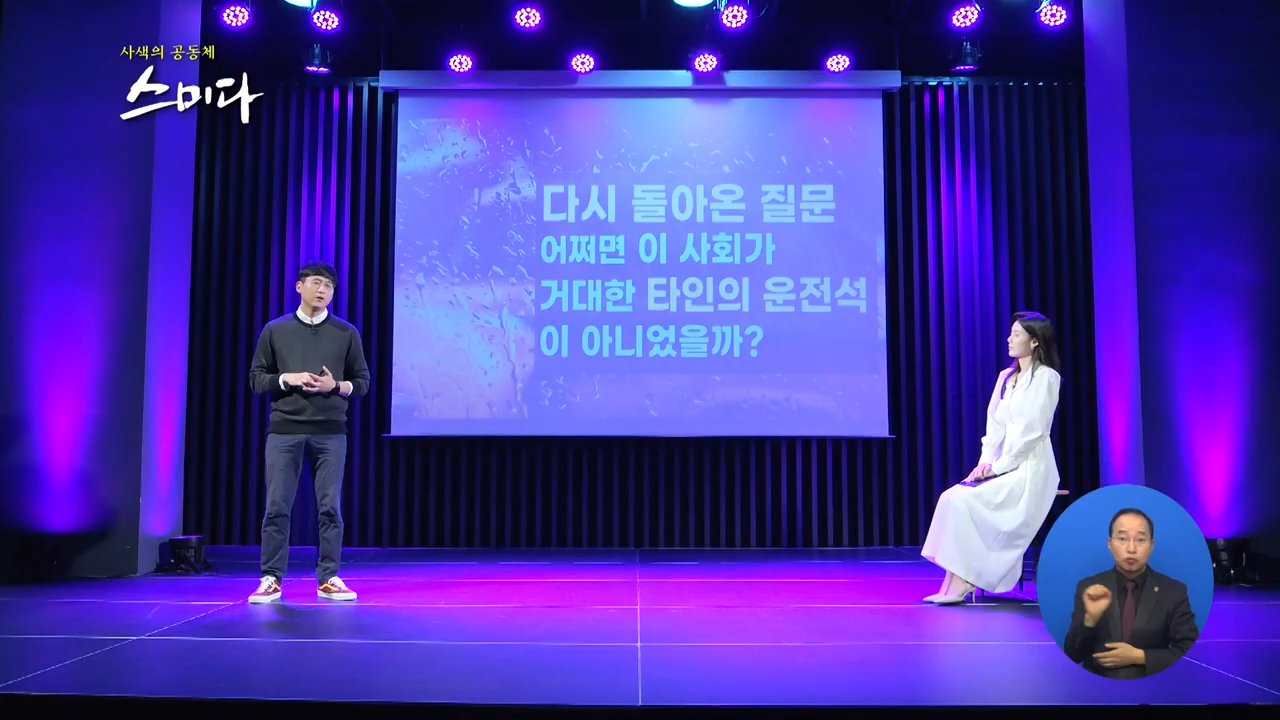 사색의 공동체
스미다
다시 돌아온 질문
어쩌면 이 사회가
거대한 타인의 운전석
이 아니었을까?